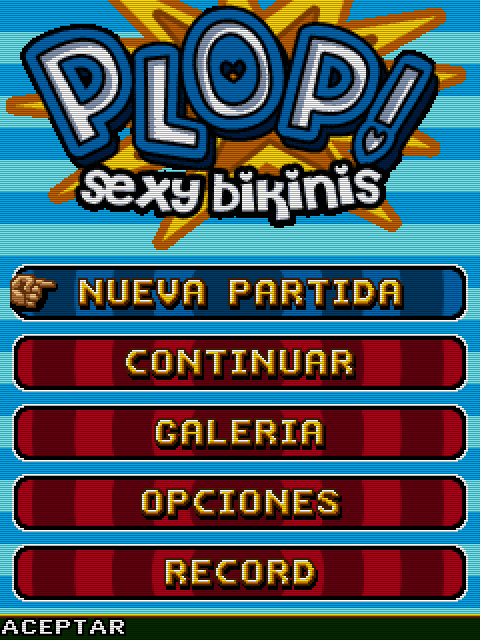 PLOP!
sexy bikinis
NUEVA PARTIDA
CONTINUAR
GALERIA
OPCIONES
RECORD
ACEPTAR